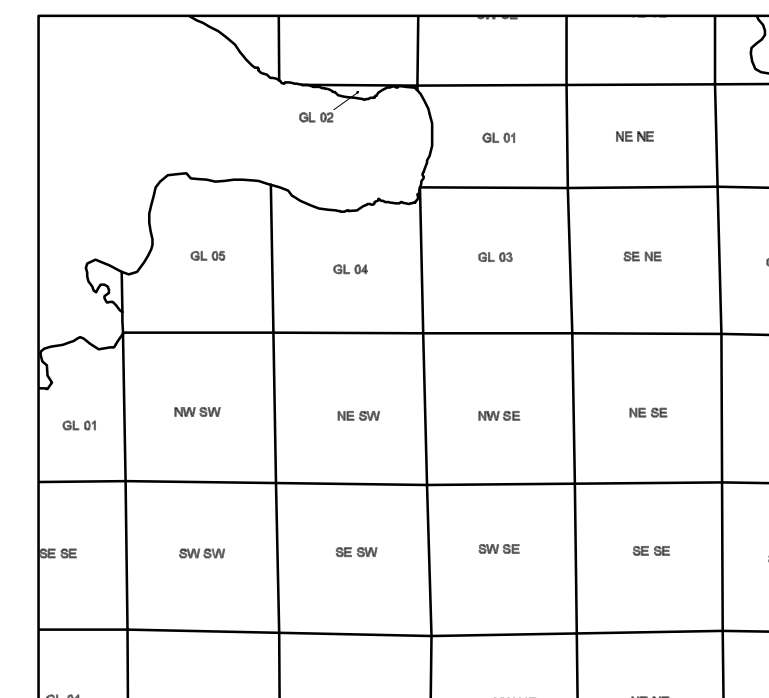 GL 02
GL 01
NE NE
GL 05
GL 04
GL 03
SE NE
GL 01
NW SW
NE SW
NW SE
NE SE
SE SE
SW SW
SE SW
SW SE
SE SE